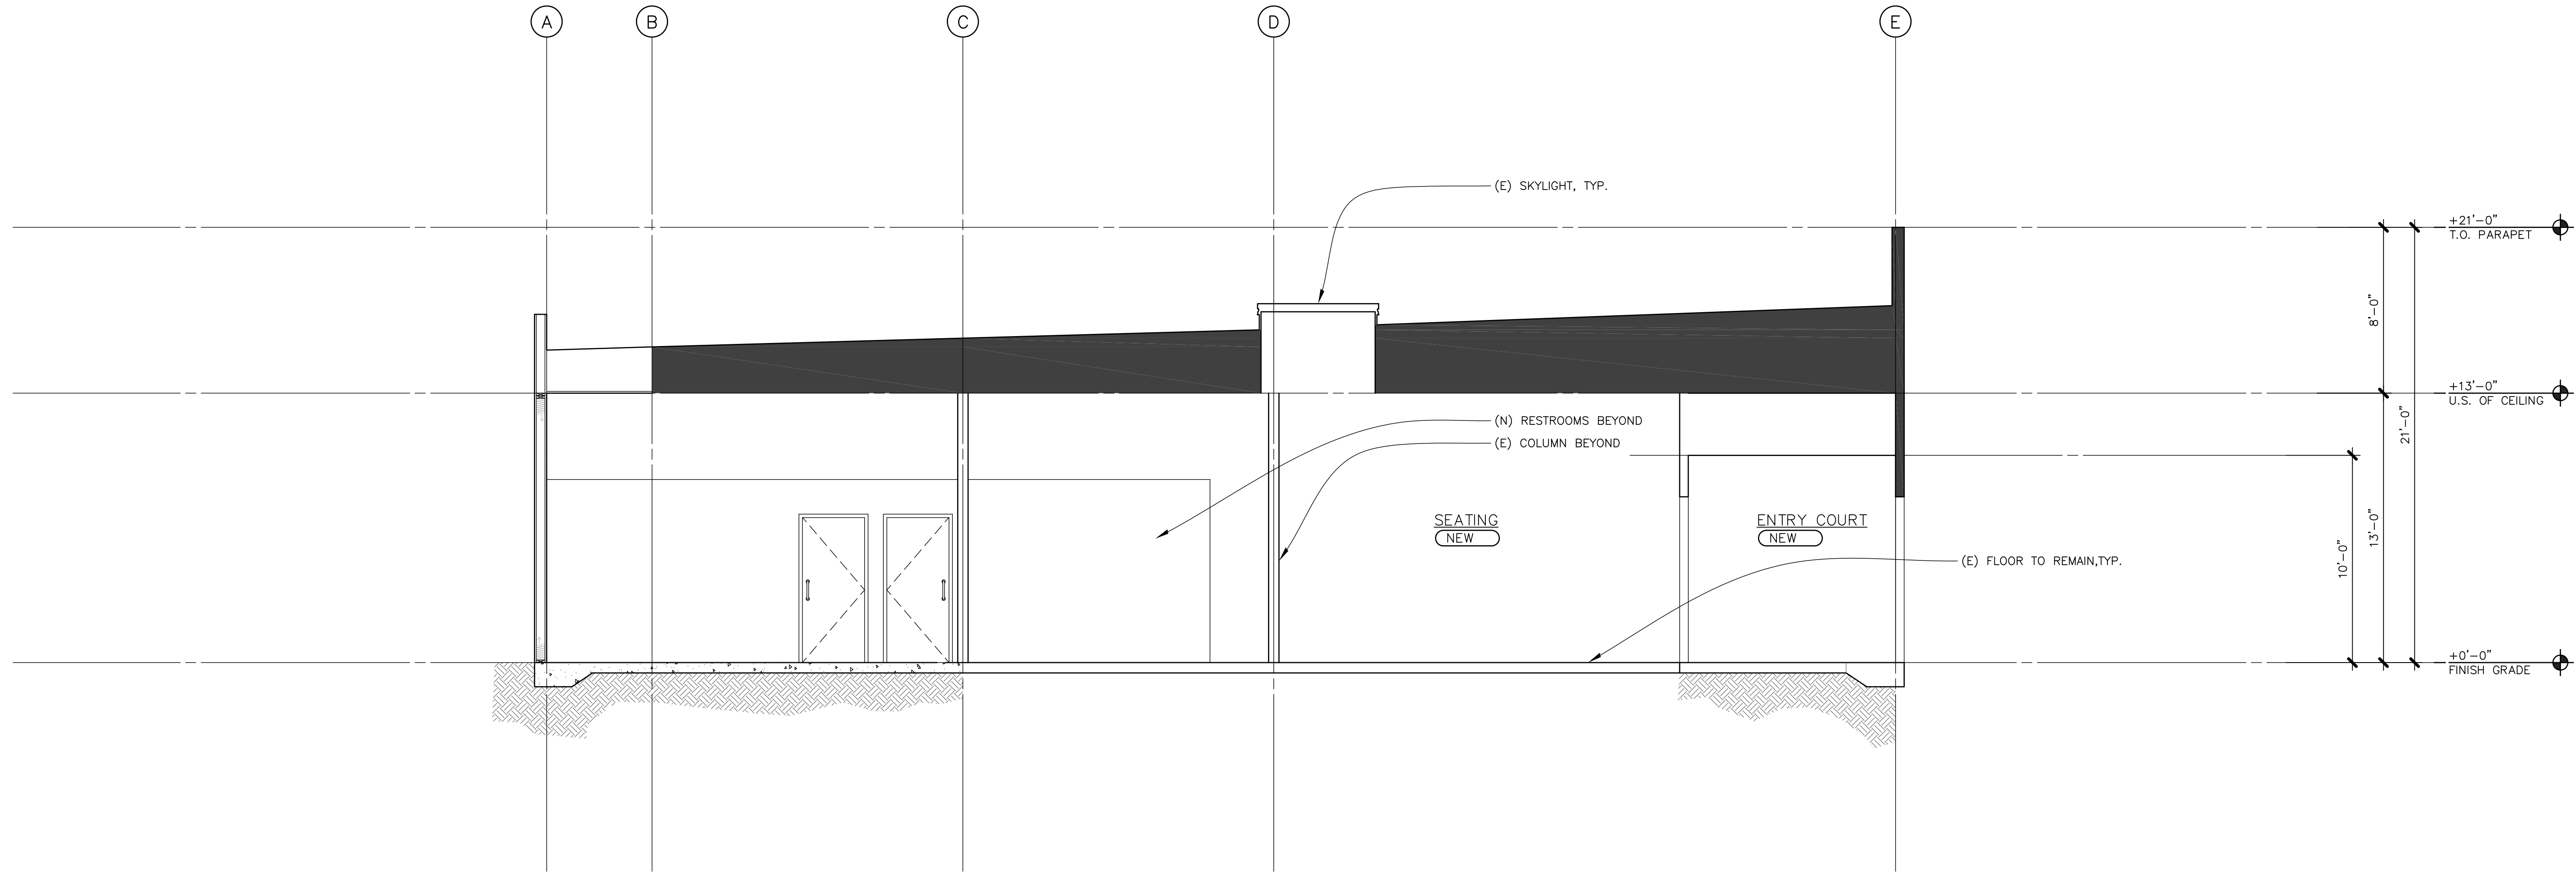 A
B
C
D
E
(E) SKYLIGHT, TYP.
+21'-0"
T.O. PARAPET
8'-0"
+13'-0"
U.S. OF CEILING
(N) RESTROOMS BEYOND
(E) COLUMN BEYOND
21'-0"
SEATING
NEW
ENTRY COURT
NEW
13'-0"
10'-0"
(E) FLOOR TO REMAIN,TYP.
+0'-0"
FINISH GRADE